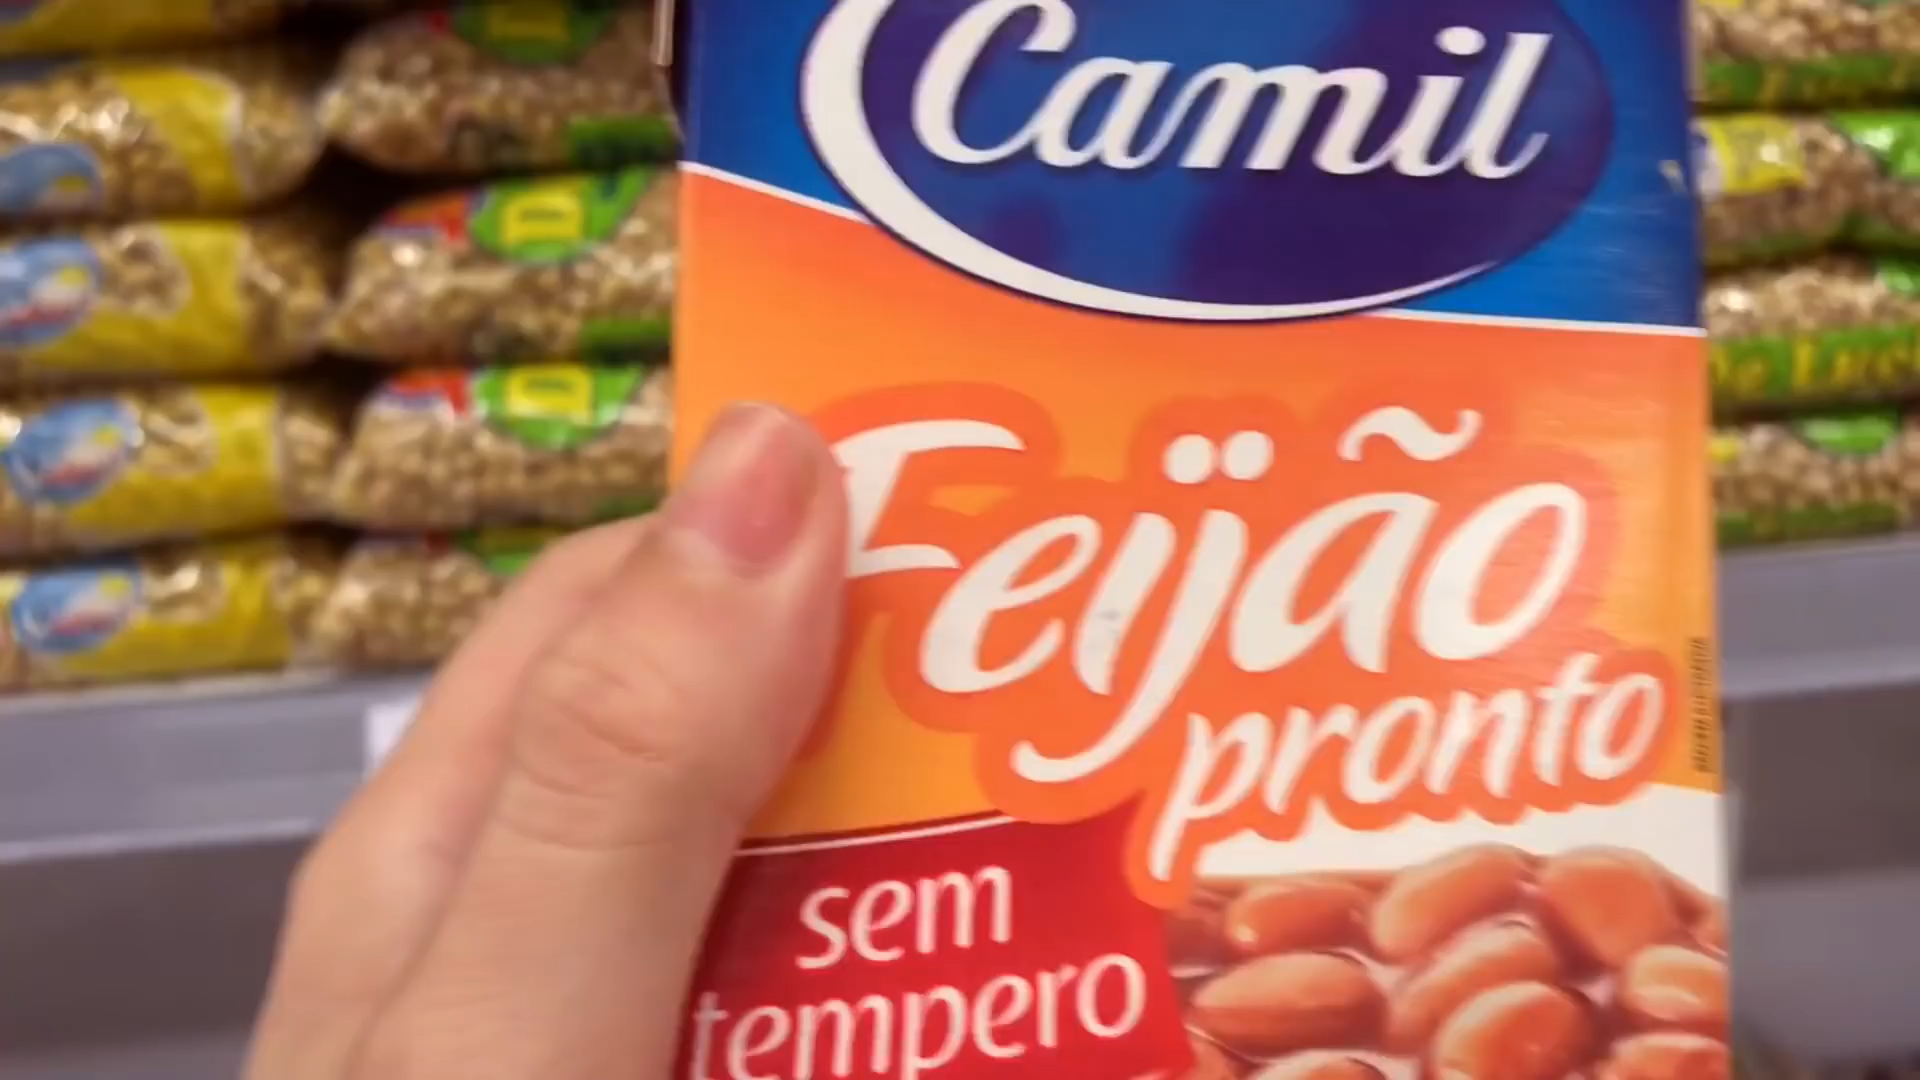 Camil
Feijão
pronto
sem
tempero